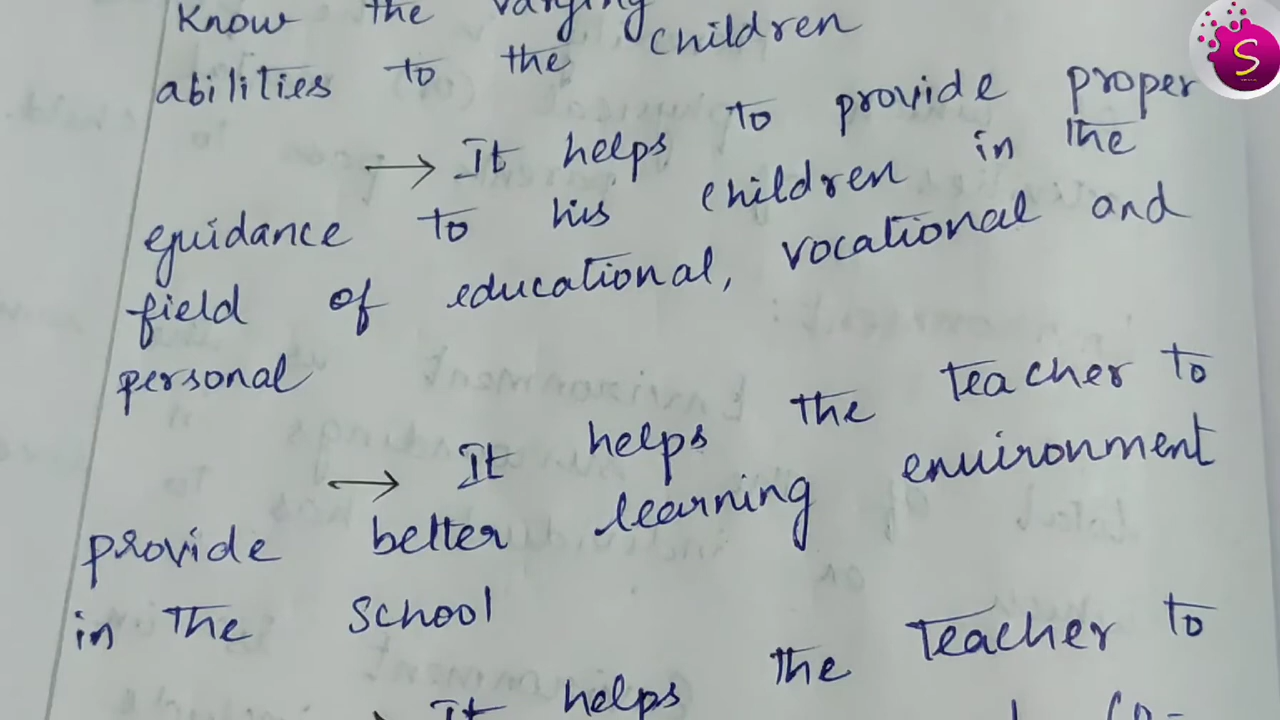 Know the varying
abilities to the children
→ It helps to provide proper
guidance to his children in the
field of educational, vocational and
personal
→ It helps the teacher to
provide better learning environment
in the school
It helps the teacher to
S